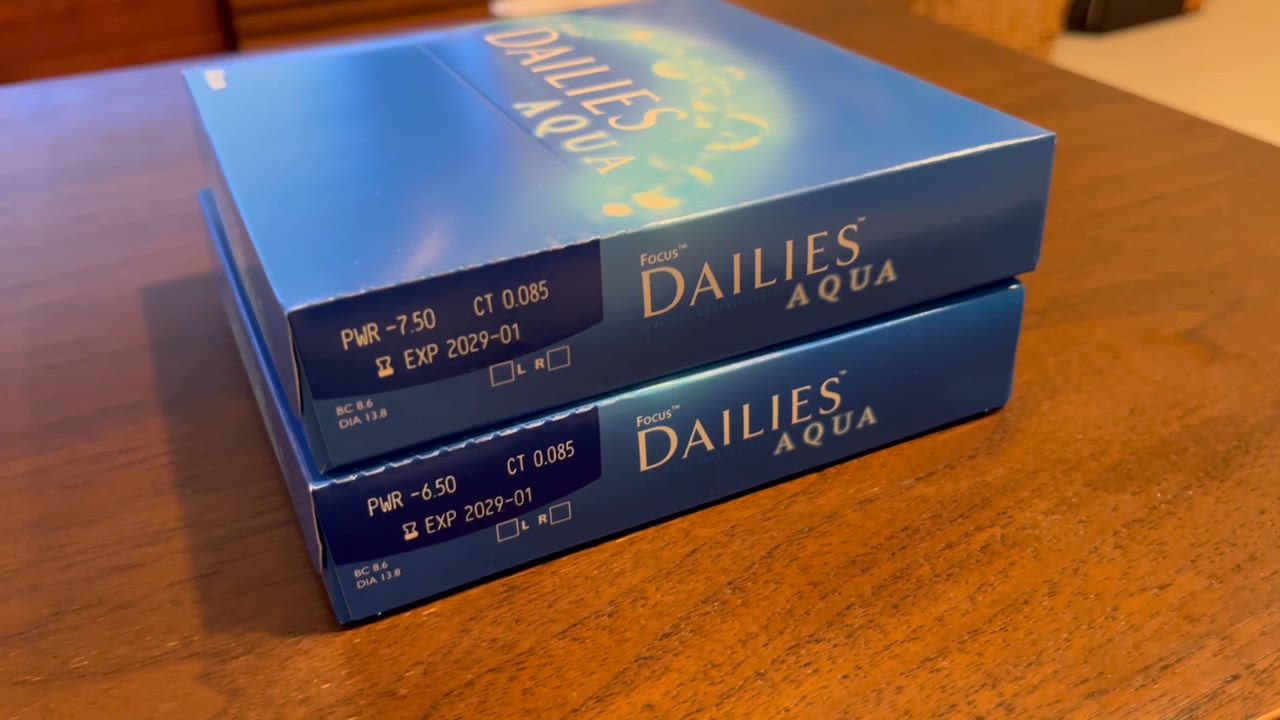 DAILIES
AQUA
PWR -7.50 CT 0.085
EXP 2029-01
L R
BC 8.6
DIA 13.8
Focus™
DAILIES™
AQUA
PWR -6.50 CT 0.085
EXP 2029-01
L R
BC 8.6
DIA 13.8
Focus™
DAILIES™
AQUA